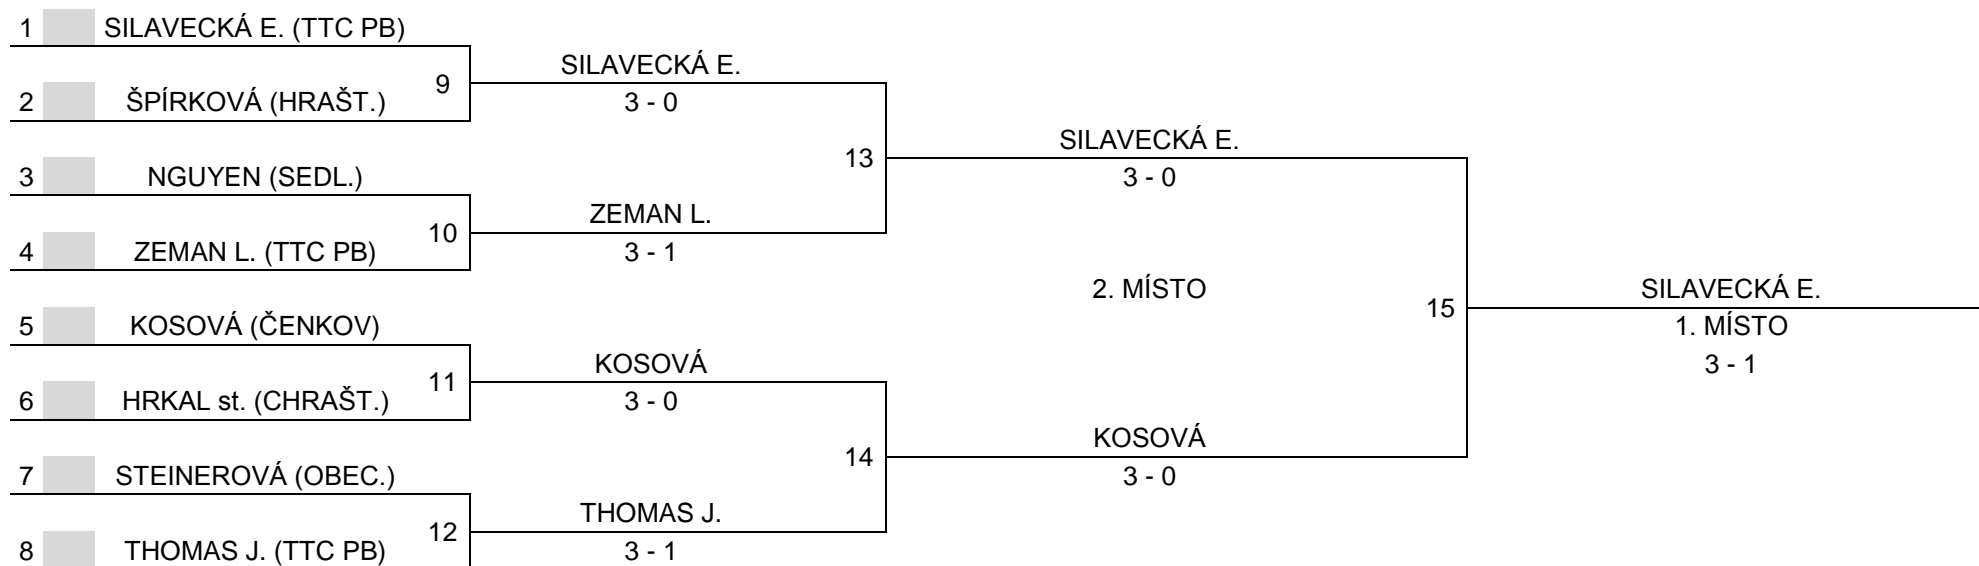 1 SILAVECKÁ E. (TTC PB)
SILAVECKÁ E.
9
2 ŠPÍRKOVÁ (HRAŠT.)
3 - 0
SILAVECKÁ E.
13
3 NGUYEN (SEDL.)
3 - 0
ZEMAN L.
10
4 ZEMAN L. (TTC PB)
3 - 1
2. MÍSTO
SILAVECKÁ E.
15
5 KOSOVÁ (ČENKOV)
1. MÍSTO
KOSOVÁ
3 - 1
11
6 HRKAL st. (CHRAŠT.)
3 - 0
KOSOVÁ
14
7 STEINEROVÁ (OBEC.)
3 - 0
THOMAS J.
12
8 THOMAS J. (TTC PB)
3 - 1